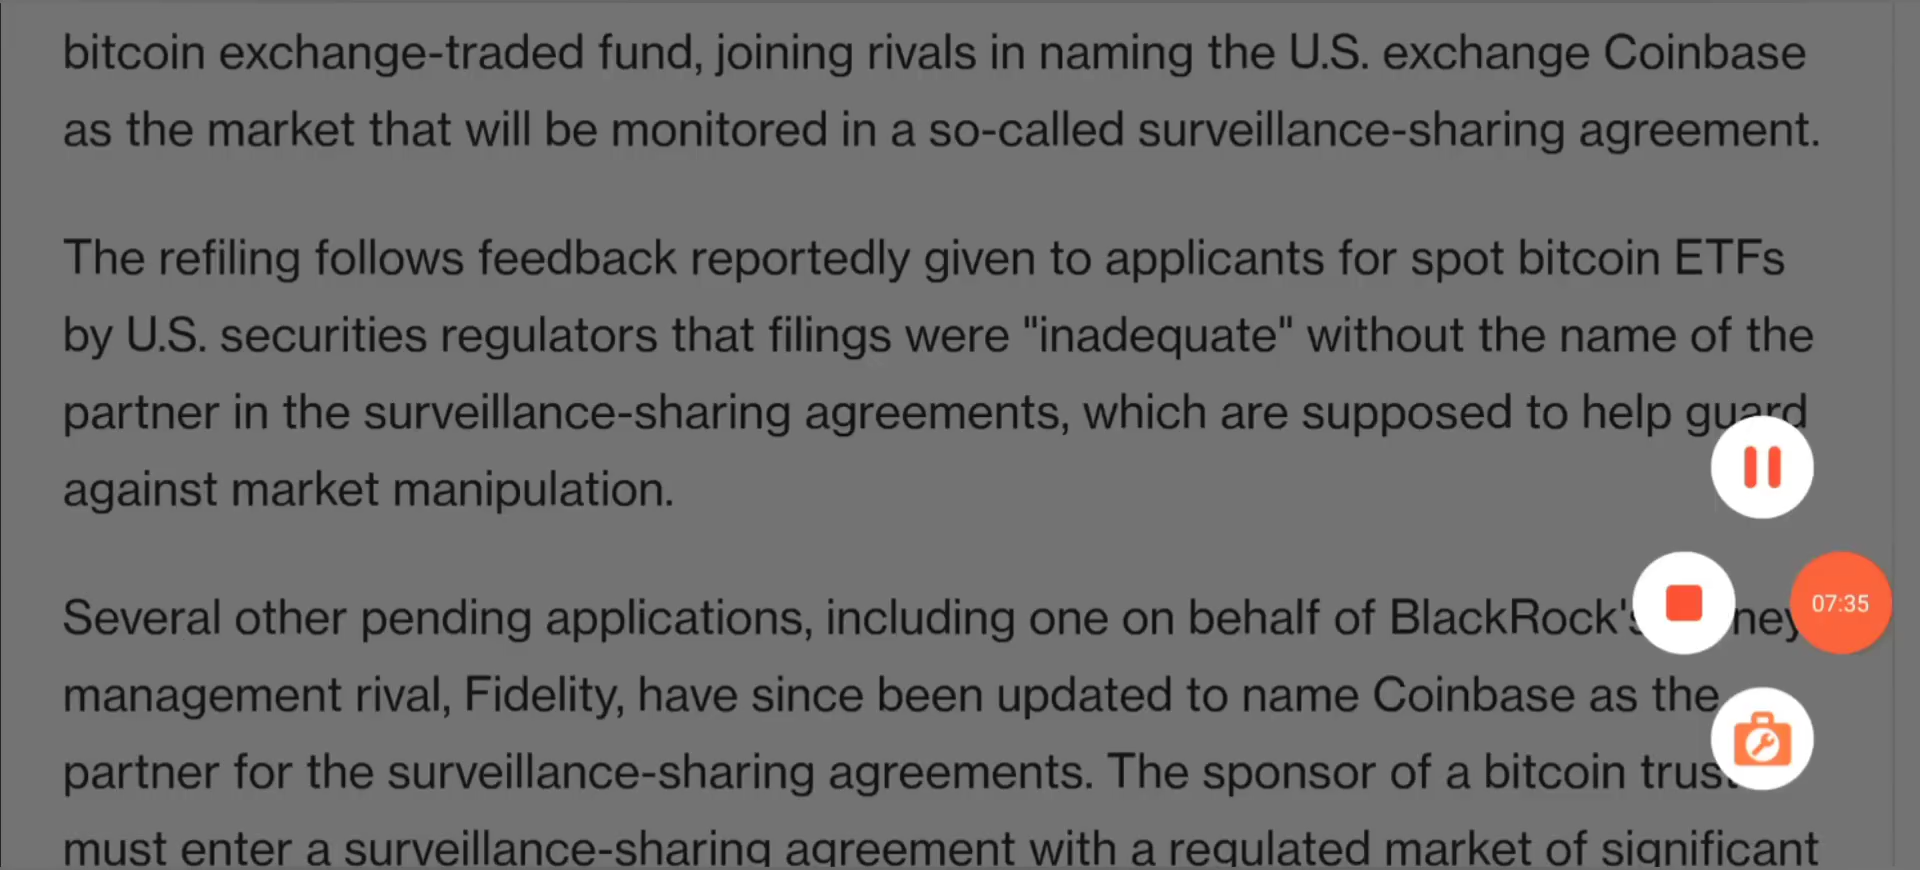 bitcoin exchange-traded fund, joining rivals in naming the U.S. exchange Coinbase
as the market that will be monitored in a so-called surveillance-sharing agreement.
The refiling follows feedback reportedly given to applicants for spot bitcoin ETFs
by U.S. securities regulators that filings were "inadequate" without the name of the
partner in the surveillance-sharing agreements, which are supposed to help guard
against market manipulation.
Several other pending applications, including one on behalf of BlackRock's
07:35
management rival, Fidelity, have since been updated to name Coinbase as the
partner for the surveillance-sharing agreements. The sponsor of a bitcoin trust
must enter a surveillance-sharing agreement with a regulated market of significant